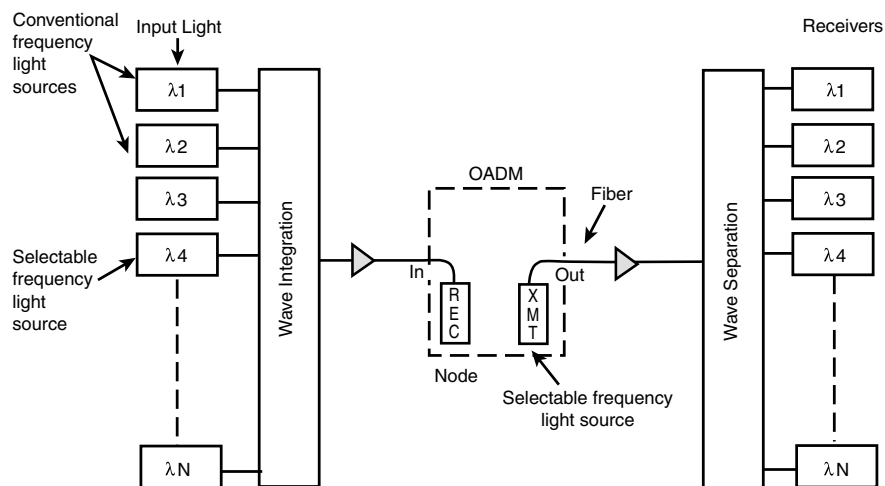 Conventional
frequency
light
sources
Input Light
Receivers
λ1
λ2
λ3
λ4
λN
Selectable
frequency
light
source
Wave Integration
OADM
In
REC
XMT
Out
Node
Fiber
Selectable frequency
light source
Wave Separation
λ1
λ2
λ3
λ4
λN